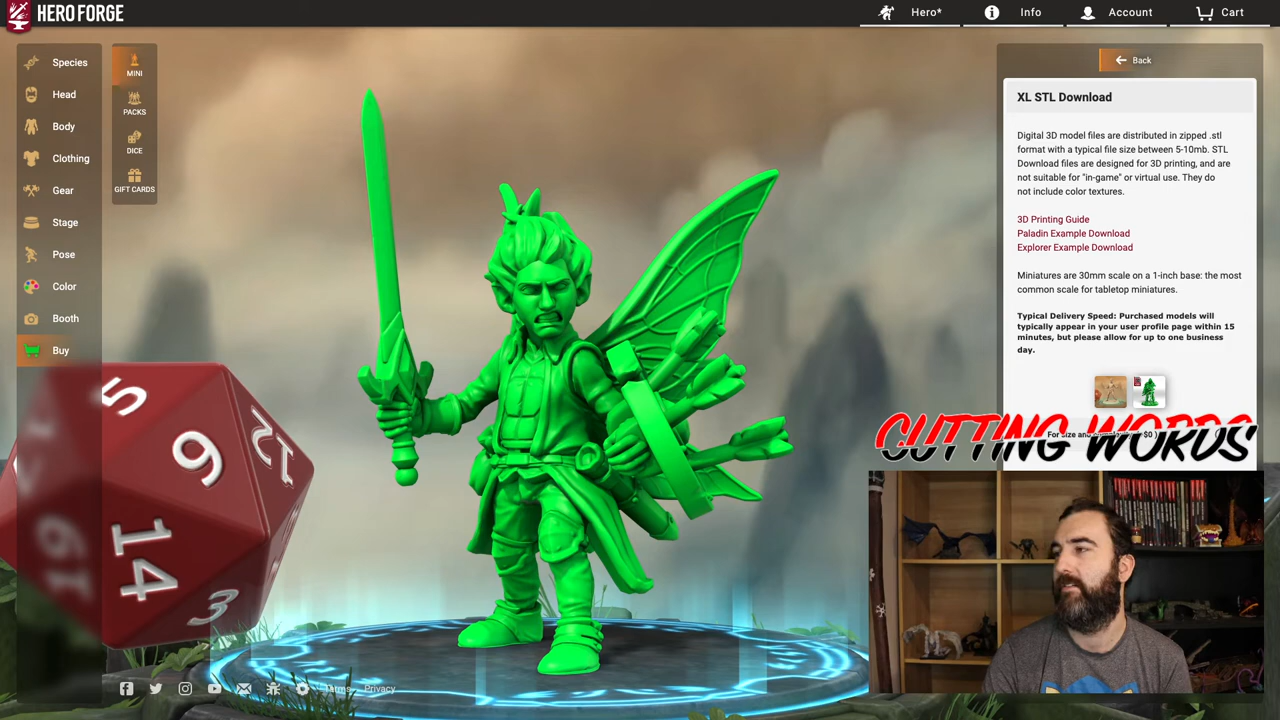 HERO FORGE
Hero*
Info
Account
Cart
Species
Head
Body
Clothing
Gear
Stage
Pose
Color
Booth
Buy
MINI
PACKS
DICE
GIFT CARDS
Back
XL STL Download
Digital 3D model files are distributed in zipped .stl
format with a typical file size between 5-10mb. STL
Download files are designed for 3D printing, and are
not suitable for "in-game" or virtual use. They do
not include color textures.
3D Printing Guide
Paladin Example Download
Explorer Example Download
Miniatures are 30mm scale on a 1-inch base: the most
common scale for tabletop miniatures.
Typical Delivery Speed: Purchased models will
typically appear in your user profile page within 15
minutes, but please allow for up to one business
day.
CUTTING WORDS
For size and
5
6
12
14
3
19
Terms
Privacy